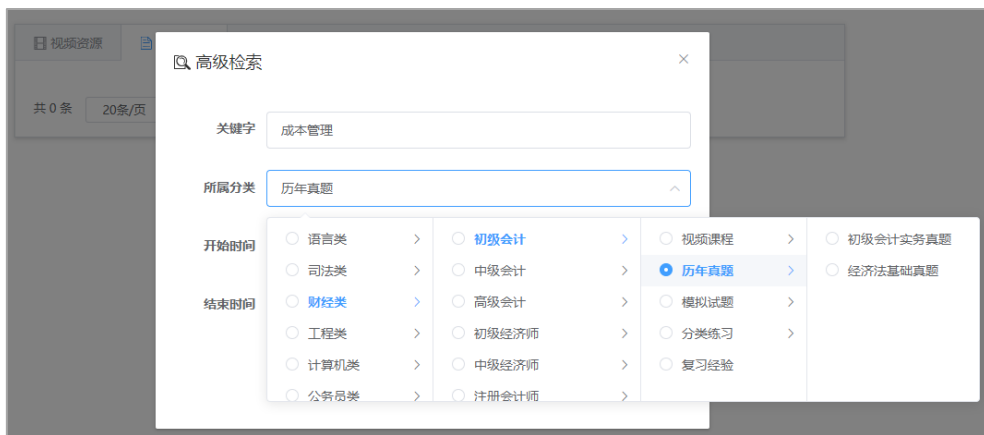 视频资源
高级检索
共 0 条 20条/页
关键字 成本管理
所属分类 历年真题
开始时间
结束时间
语言类 初级会计 视频课程 初级会计实务真题
司法类 中级会计 历年真题 经济法基础真题
财经类 高级会计 模拟试题
工程类 初级经济师 分类练习
计算机类 中级经济师 复习经验
公务员类 注册会计师